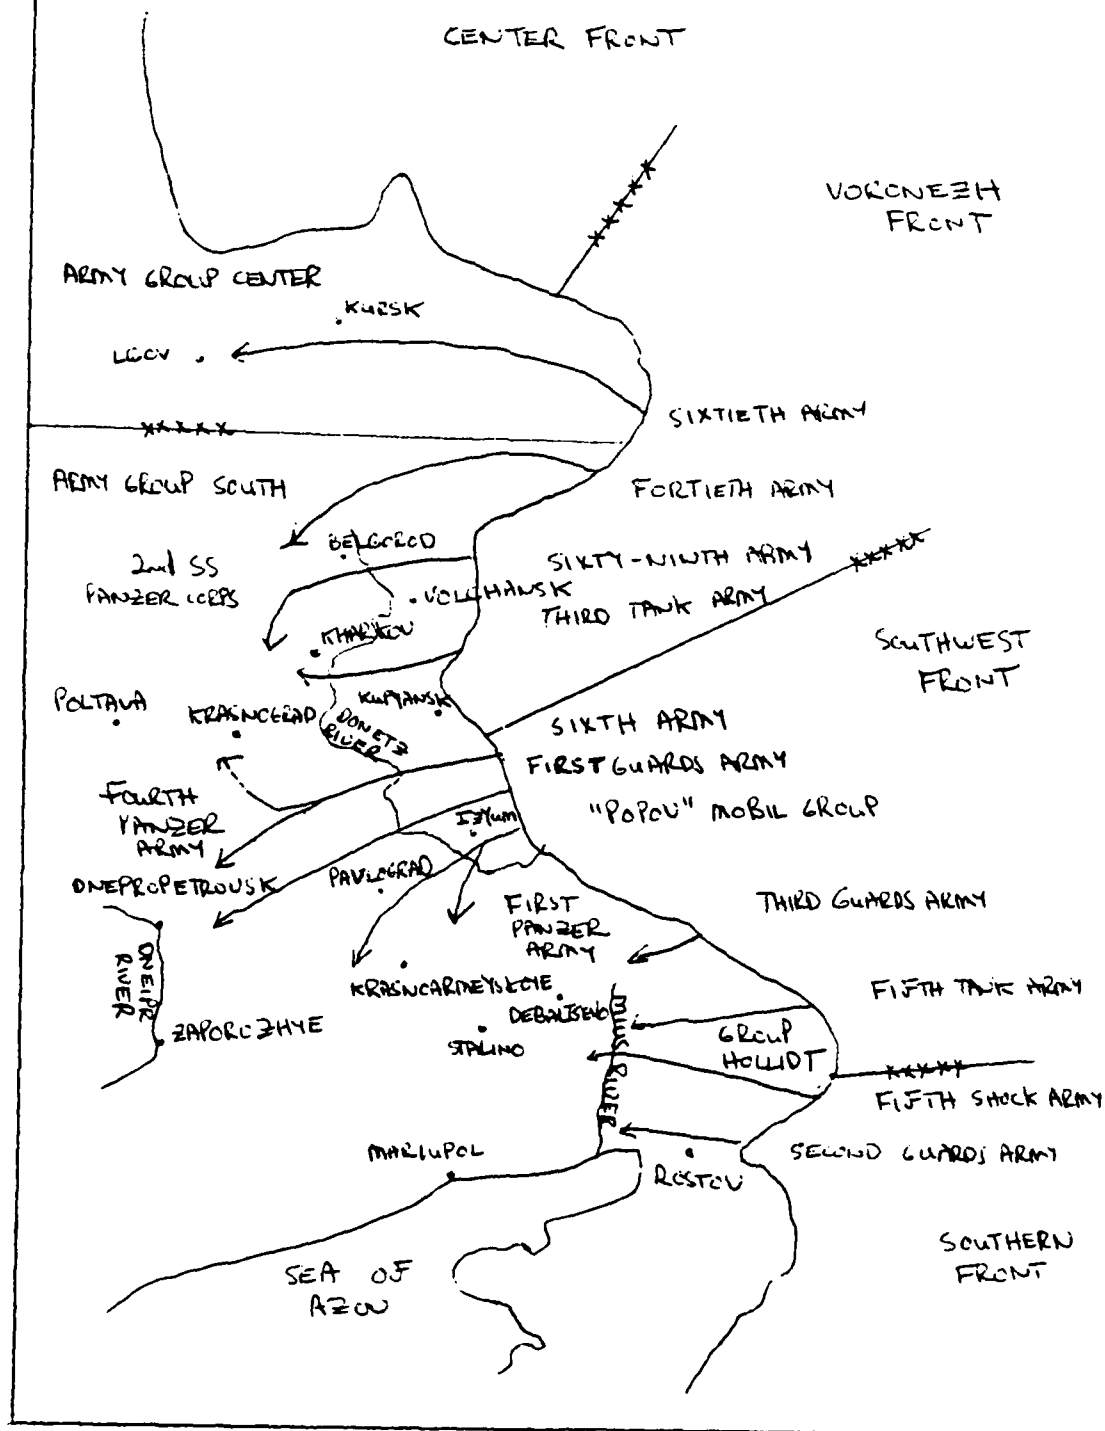 CENTER FRONT
VORONEZH
FRONT
ARMY GROUP CENTER
KURSK
LGOV
SIXTIETH ARMY
XXXXX
ARMY GROUP SOUTH
FORTIETH ARMY
BELGOROD
2nd SS
PANZER CORPS
SIXTY-NINTH ARMY
XXXXX
VOLCHANSK
THIRD TANK ARMY
KHARKOV
SOUTHWEST
FRONT
POLTAVA
KUPYANSK
KRASNOGRAD
DONETZ
RIVER
SIXTH ARMY
FIRST GUARDS ARMY
FOURTH
PANZER
ARMY
"POPOV" MOBIL GROUP
IZYUM
DNEPROPETROVSK
PAVLOGRAD
FIRST
PANZER
ARMY
THIRD GUARDS ARMY
DNEIPR
RIVER
KRASNOARMEYSKOYE
FIFTH TANK ARMY
DEBALTSEVO
MIUS RIVER
ZAPOROZHYE
STALINO
GROUP
HOLLIDT
XXXXX
FIFTH SHOCK ARMY
MARIUPOL
SECOND GUARDS ARMY
ROSTOV
SOUTHERN
FRONT
SEA OF
AZOV